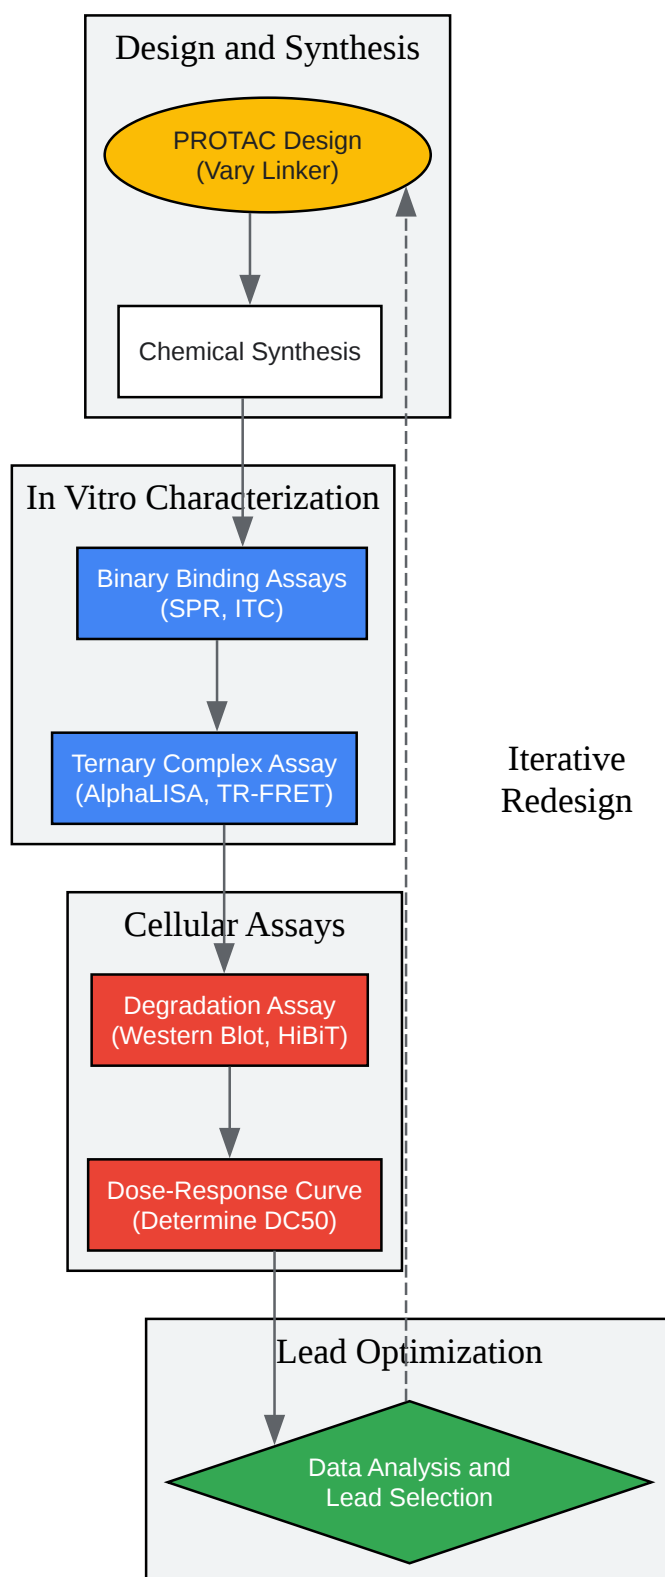 Design and Synthesis
PROTAC Design
(Vary Linker)
Chemical Synthesis
In Vitro Characterization
Binary Binding Assays
(SPR, ITC)
Ternary Complex Assay
(AlphaLISA, TR-FRET)
Iterative
Redesign
Cellular Assays
Degradation Assay
(Western Blot, HiBiT)
Dose-Response Curve
(Determine DC50)
Lead Optimization
Data Analysis and
Lead Selection